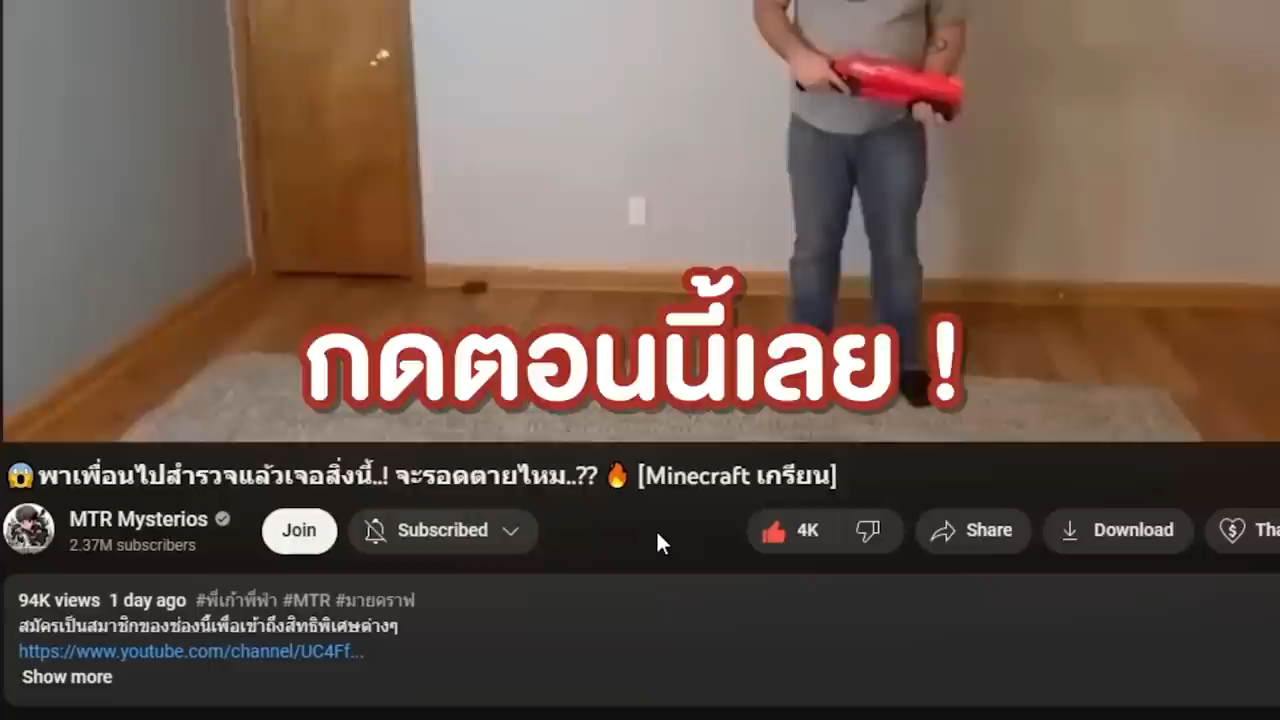 กดตอนนี้เลย !
😱พาเพื่อนไปสำรวจแล้วเจอสิ่งนี้..! จะรอดตายไหม..?? 🔥 [Minecraft เกรียน]
MTR Mysterios
2.37M subscribers
Join
Subscribed
4K
Share
Download
Tha
94K views 1 day ago #พี่เก้าพี่ฟ้า #MTR #มายคราฟ
สมัครเป็นสมาชิกของช่องนี้เพื่อเข้าถึงสิทธิพิเศษต่างๆ
https://www.youtube.com/channel/UC4Ff...
Show more